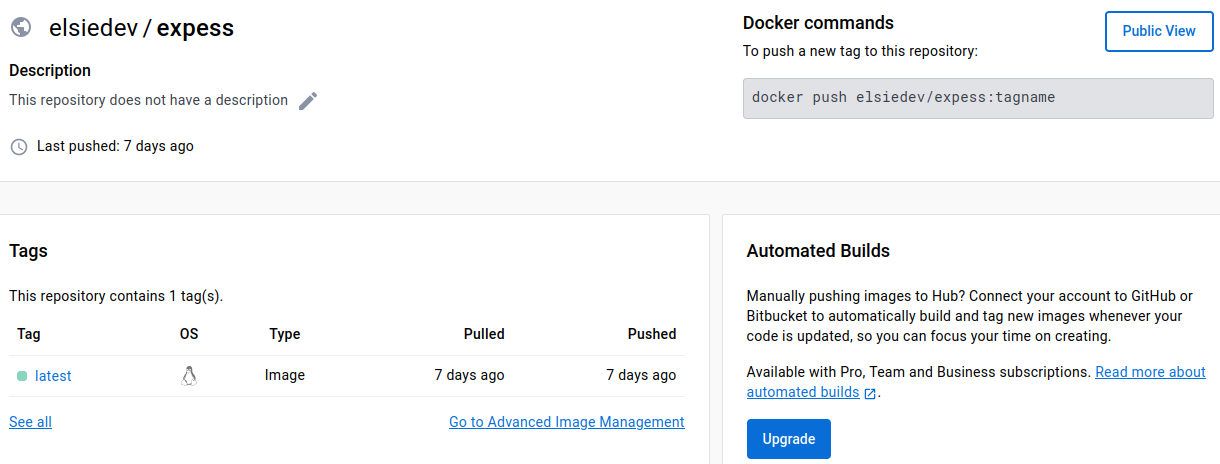 elsiedev / expess
Description
This repository does not have a description
Last pushed: 7 days ago
Docker commands
To push a new tag to this repository:
Public View
docker push elsiedev/expess:tagname
Tags
This repository contains 1 tag(s).
Tag OS Type Pulled Pushed
latest Image 7 days ago 7 days ago
See all Go to Advanced Image Management
Automated Builds
Manually pushing images to Hub? Connect your account to GitHub or
Bitbucket to automatically build and tag new images whenever your
code is updated, so you can focus your time on creating.
Available with Pro, Team and Business subscriptions. Read more about
automated builds .
Upgrade